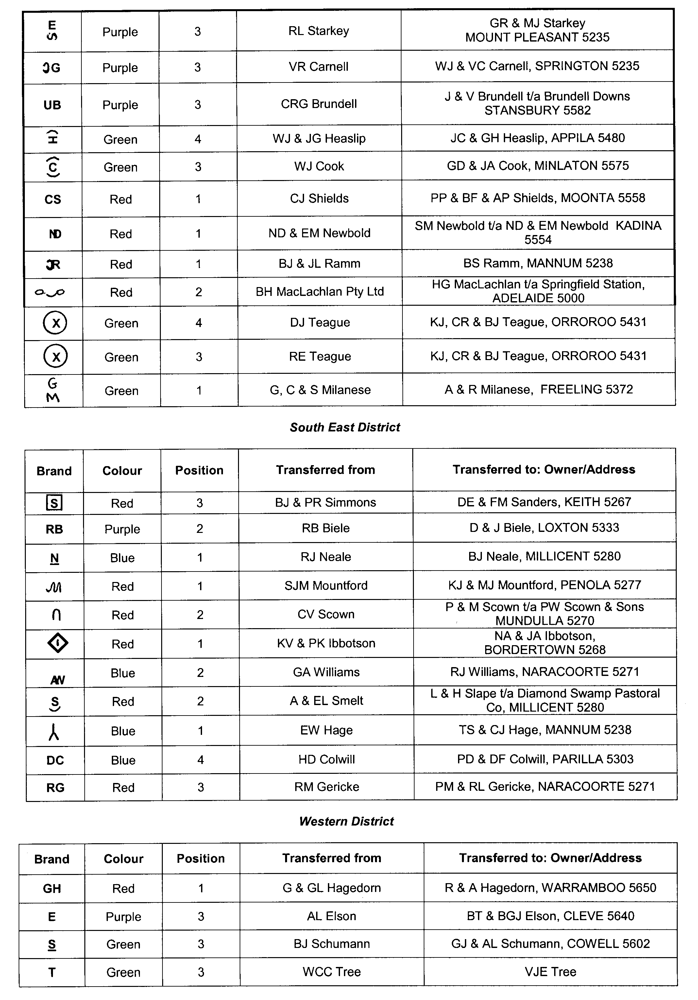 E
S Purple 3 RL Starkey GR & MJ Starkey
MOUNT PLEASANT 5235
JG Purple 3 VR Carnell WJ & VC Carnell, SPRINGTON 5235
UB Purple 3 CRG Brundell J & V Brundell t/a Brundell Downs
STANSBURY 5582
H Green 4 WJ & JG Heaslip JC & GH Heaslip, APPILA 5480
C Green 3 WJ Cook GD & JA Cook, MINLATON 5575
CS Red 1 CJ Shields PP & BF & AP Shields, MOONTA 5558
ND Red 1 ND & EM Newbold SM Newbold t/a ND & EM Newbold KADINA
5554
JR Red 1 BJ & JL Ramm BS Ramm, MANNUM 5238
Red 2 BH MacLachlan Pty Ltd HG MacLachlan t/a Springfield Station,
ADELAIDE 5000
X Green 4 DJ Teague KJ, CR & BJ Teague, ORROROO 5431
X Green 3 RE Teague KJ, CR & BJ Teague, ORROROO 5431
G
M Green 1 G, C & S Milanese A & R Milanese, FREELING 5372
South East District
Brand Colour Position Transferred from Transferred to: Owner/Address
S Red 3 BJ & PR Simmons DE & FM Sanders, KEITH 5267
RB Purple 2 RB Biele D & J Biele, LOXTON 5333
N Blue 1 RJ Neale BJ Neale, MILLICENT 5280
M Red 1 SJM Mountford KJ & MJ Mountford, PENOLA 5277
Red 2 CV Scown P & M Scown t/a PW Scown & Sons
MUNDULLA 5270
Red 1 KV & PK Ibbotson NA & JA Ibbotson,
BORDERTOWN 5268
AW Blue 2 GA Williams RJ Williams, NARACOORTE 5271
S Red 2 A & EL Smelt L & H Slape t/a Diamond Swamp Pastoral
Co, MILLICENT 5280
Blue 1 EW Hage TS & CJ Hage, MANNUM 5238
DC Blue 4 HD Colwill PD & DF Colwill, PARILLA 5303
RG Red 3 RM Gericke PM & RL Gericke, NARACOORTE 5271
Western District
Brand Colour Position Transferred from Transferred to: Owner/Address
GH Red 1 G & GL Hagedorn R & A Hagedorn, WARRAMBOO 5650
E Purple 3 AL Elson BT & BGJ Elson, CLEVE 5640
S Green 3 BJ Schumann GJ & AL Schumann, COWELL 5602
T Green 3 WCC Tree VJE Tree